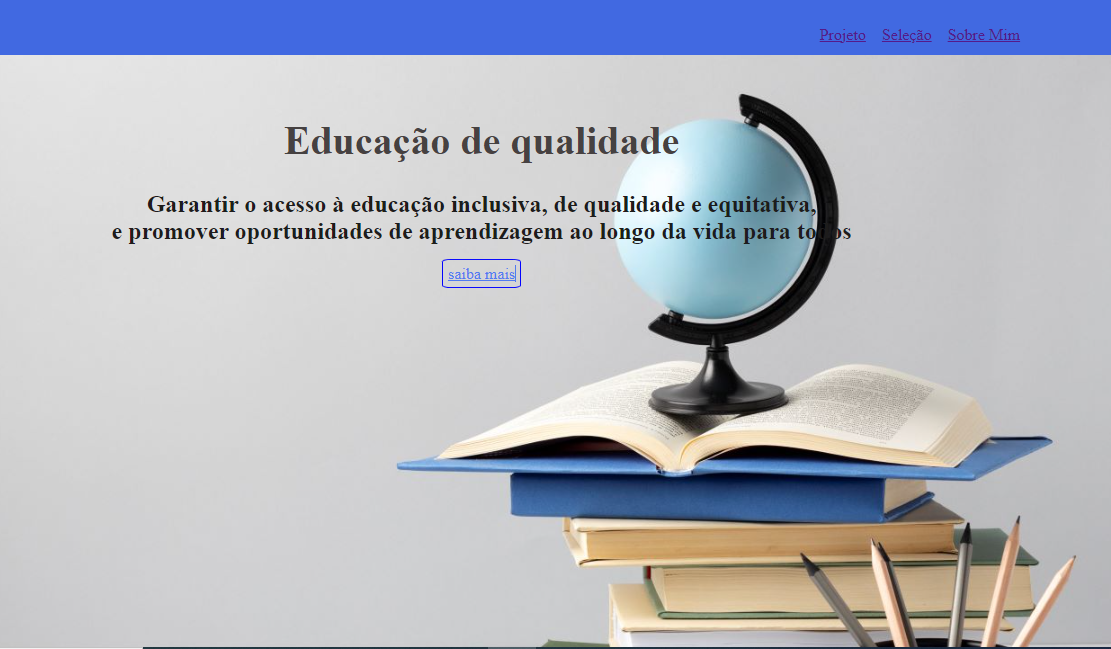 Projeto Seleção Sobre Mim
Educação de qualidade
Garantir o acesso à educação inclusiva, de qualidade e equitativa,
e promover oportunidades de aprendizagem ao longo da vida para todos
saiba mais